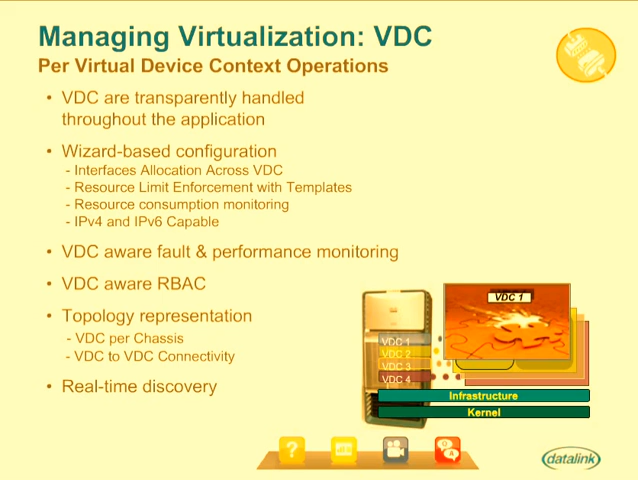 Managing Virtualization: VDC
Per Virtual Device Context Operations
• VDC are transparently handled
throughout the application
• Wizard-based configuration
- Interfaces Allocation Across VDC
- Resource Limit Enforcement with Templates
- Resource consumption monitoring
- IPv4 and IPv6 Capable
• VDC aware fault & performance monitoring
• VDC aware RBAC
• Topology representation
- VDC per Chassis
- VDC to VDC Connectivity
• Real-time discovery
VDC 1
VDC 1
VDC 2
VDC 3
VDC 4
Infrastructure
Kernel
?
Q
A
datalink